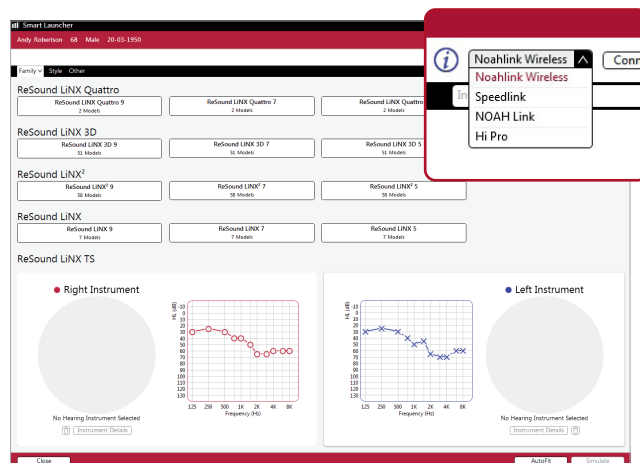 Smart Launcher
Andy Robertson 68 Male 20-03-1950
Family Style Other
Noahlink Wireless
Conn
In
Noahlink Wireless
Speedlink
NOAH Link
Hi Pro
ReSound LiNX Quattro
ReSound LiNX Quattro 9 ReSound LiNX Quattro 7 ReSound LiNX Quattro
2 Models 2 Models 2 Models
ReSound LiNX 3D
ReSound LiNX 3D 9 ReSound LiNX 3D 7 ReSound LiNX 3D 5
51 Models 51 Models 51 Models
ReSound LiNX²
ReSound LiNX² 9 ReSound LiNX² 7 ReSound LiNX² 5
58 Models 58 Models 58 Models
ReSound LiNX
ReSound LiNX 9 ReSound LiNX 7 ReSound LiNX 5
7 Models 7 Models 7 Models
ReSound LiNX TS
Right Instrument
HL (dB)
-10
0
10
20
30
40
50
60
70
80
90
100
110
120
130
125 250 500 1K 2K 4K 8K
Frequency (Hz)
No Hearing Instrument Selected
Instrument Details
Left Instrument
HL (dB)
-10
0
10
20
30
40
50
60
70
80
90
100
110
120
130
125 250 500 1K 2K 4K 8K
Frequency (Hz)
No Hearing Instrument Selected
Instrument Details
Close AutoFit Simulate